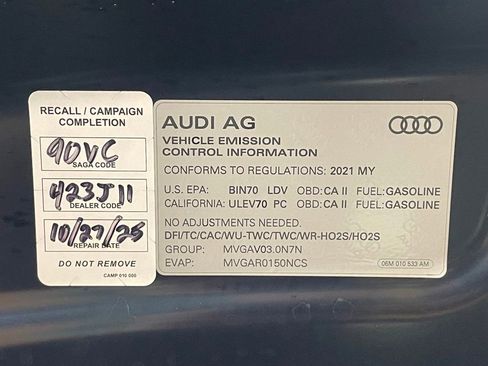 RECALL / CAMPAIGN
COMPLETION
90VC
SAGA CODE
423J11
DEALER CODE
10/27/25
REPAIR DATE
DO NOT REMOVE
CAMP 010 000
AUDI AG
VEHICLE EMISSION
CONTROL INFORMATION
CONFORMS TO REGULATIONS: 2021 MY
U.S. EPA: BIN70 LDV OBD: CA II FUEL: GASOLINE
CALIFORNIA: ULEV70 PC OBD: CA II FUEL: GASOLINE
NO ADJUSTMENTS NEEDED.
DFI/TC/CAC/WU-TWC/TWC/WR-HO2S/HO2S
GROUP: MVGAV03.0N7N
EVAP: MVGAR0150NCS
06M 010 533 AM